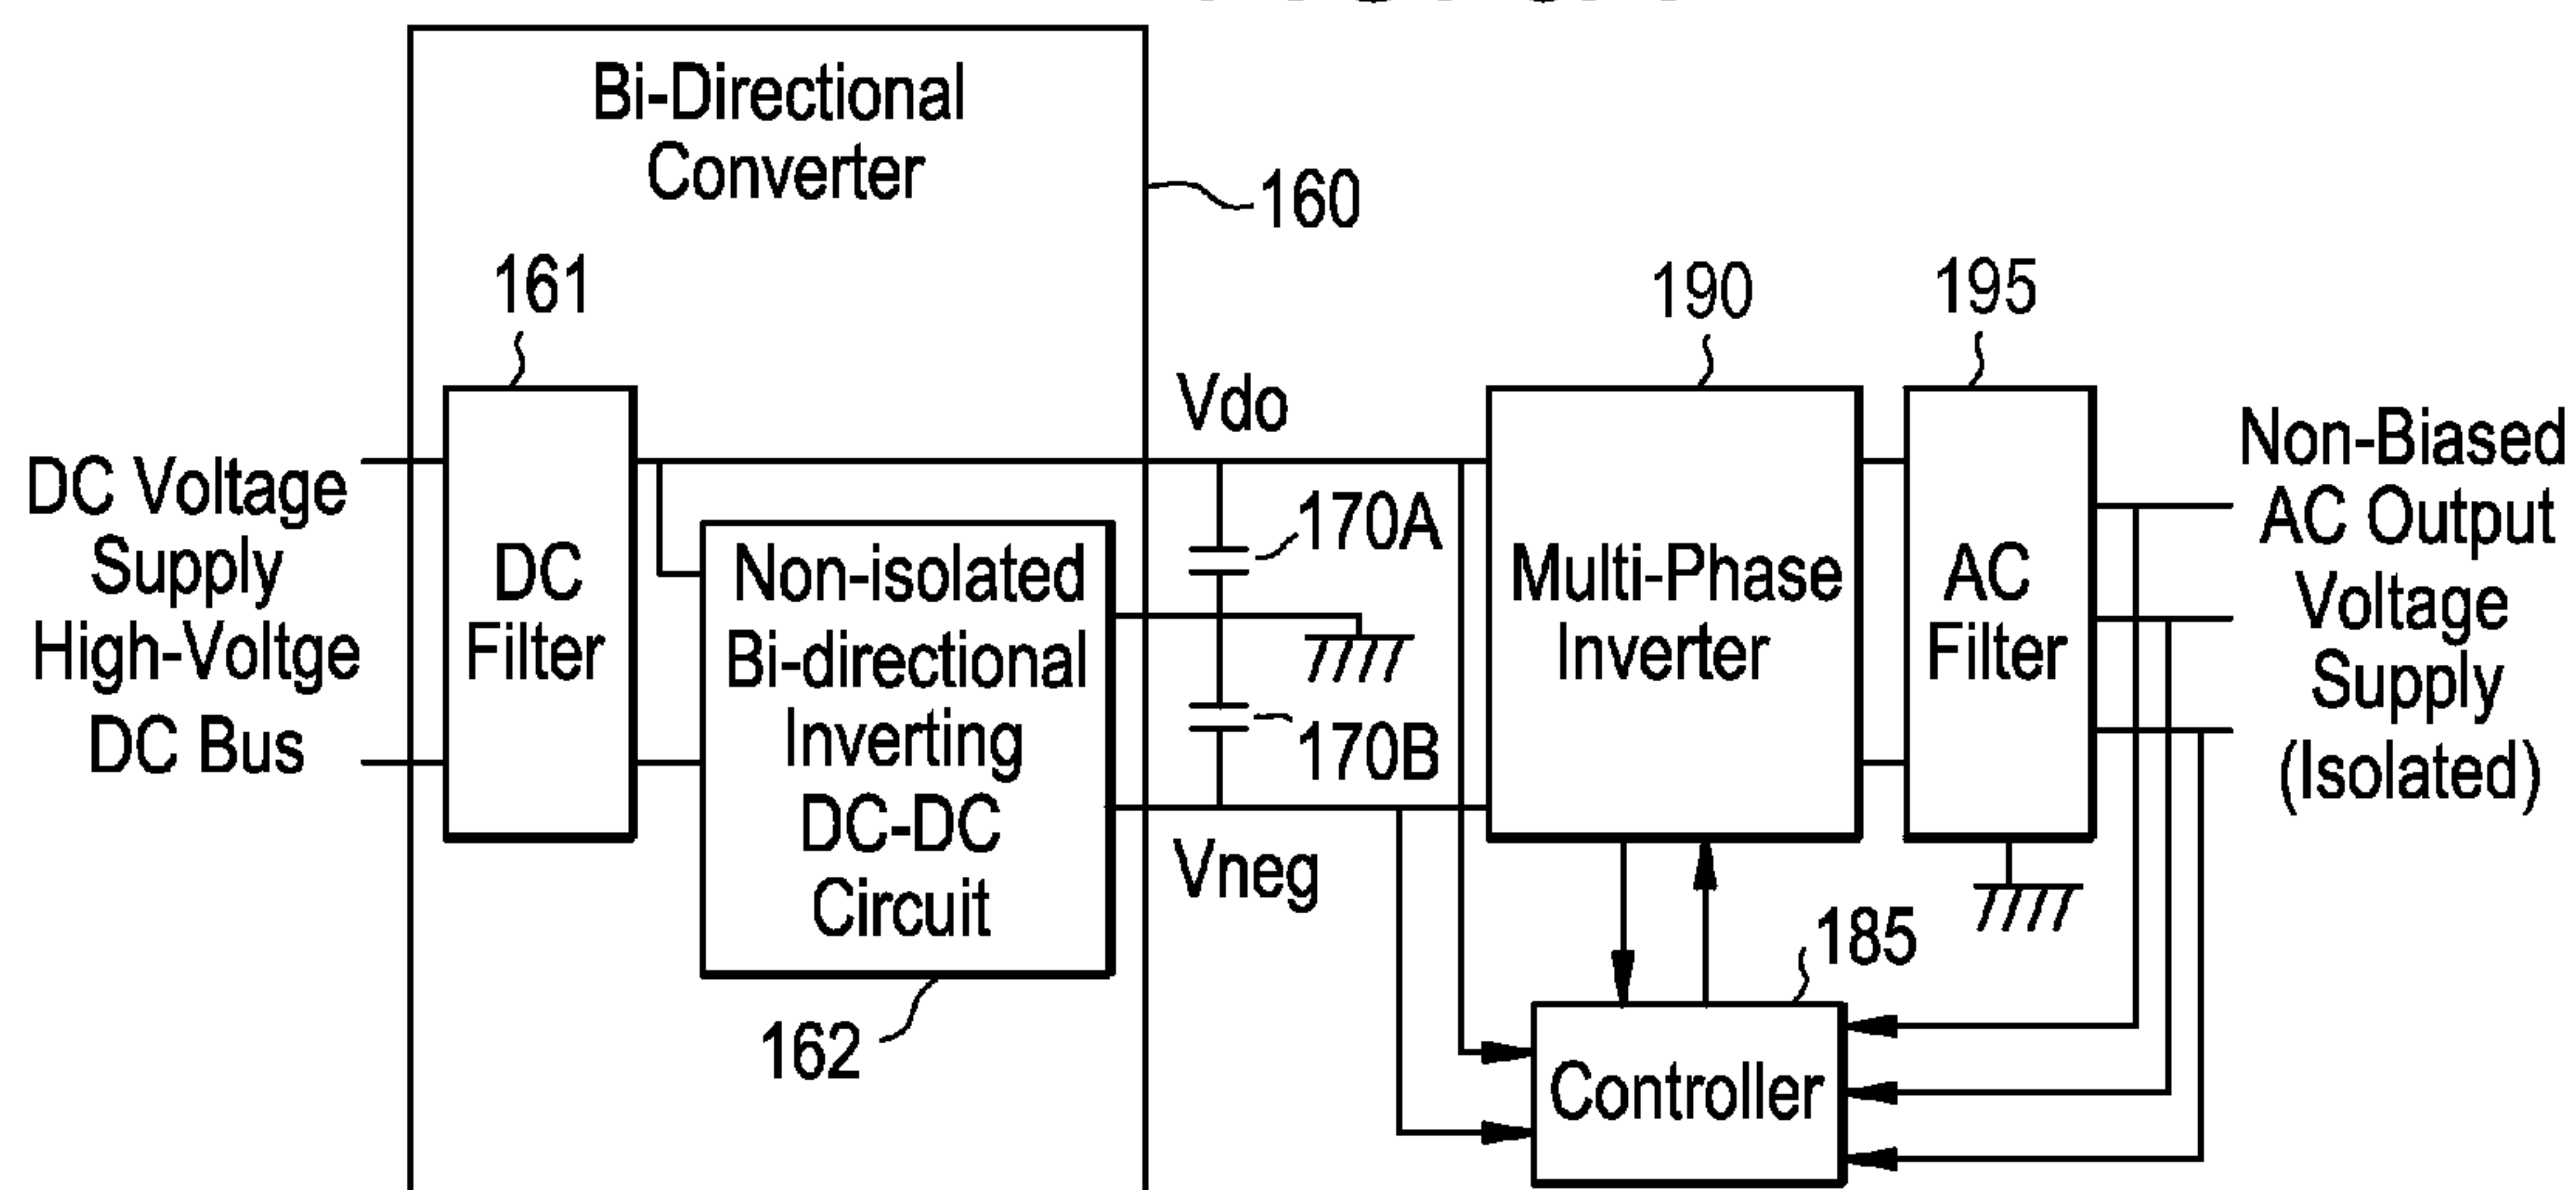 Bi-Directional
Converter
160
161
190
195
Vdo
DC Voltage
Supply
High-Voltge
DC Bus
DC
Filter
Non-isolated
Bi-directional
Inverting
DC-DC
Circuit
162
170A
170B
Vneg
Multi-Phase
Inverter
AC
Filter
Non-Biased
AC Output
Voltage
Supply
(Isolated)
185
Controller